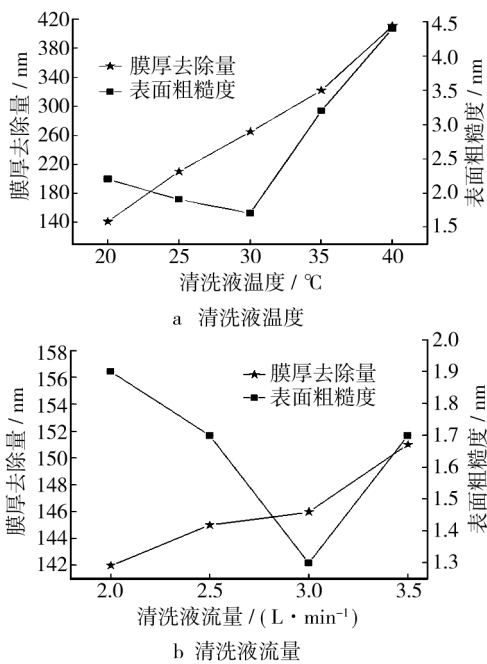 420
380
340
300
260
220
180
140
膜厚去除量 / nm
4.5
4.0
3.5
3.0
2.5
2.0
1.5
表面粗糙度 / nm
膜厚去除量
表面粗糙度
20 25 30 35 40
清洗液温度 / ℃
a 清洗液温度
158
156
154
152
150
148
146
144
142
膜厚去除量 / nm
2.0
1.9
1.8
1.7
1.6
1.5
1.4
1.3
表面粗糙度 / nm
膜厚去除量
表面粗糙度
2.0 2.5 3.0 3.5
清洗液流量 / (L·min⁻¹)
b 清洗液流量